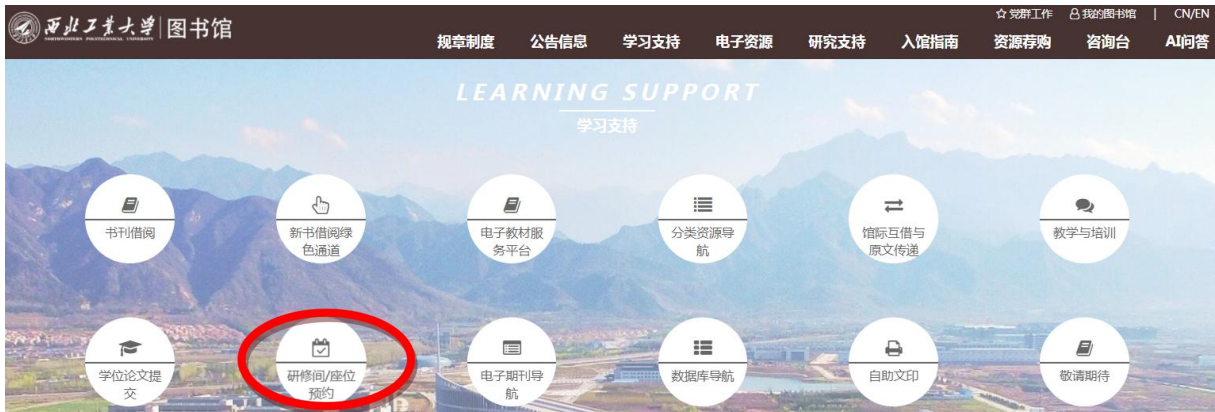 ☆ 党群工作 我的图书馆 | CN/EN
西北工业大学 | 图书馆
NORTHWESTERN POLYTECHNICAL UNIVERSITY
规章制度 公告信息 学习支持 电子资源 研究支持 入馆指南 资源荐购 咨询台 AI问答
LEARNING SUPPORT
学习支持
书刊借阅
新书借阅绿
色通道
电子教材服
务平台
分类资源导
航
馆际互借与
原文传递
教学与培训
学位论文提
交
研修间/座位
预约
电子期刊导
航
数据库导航
自助文印
敬请期待